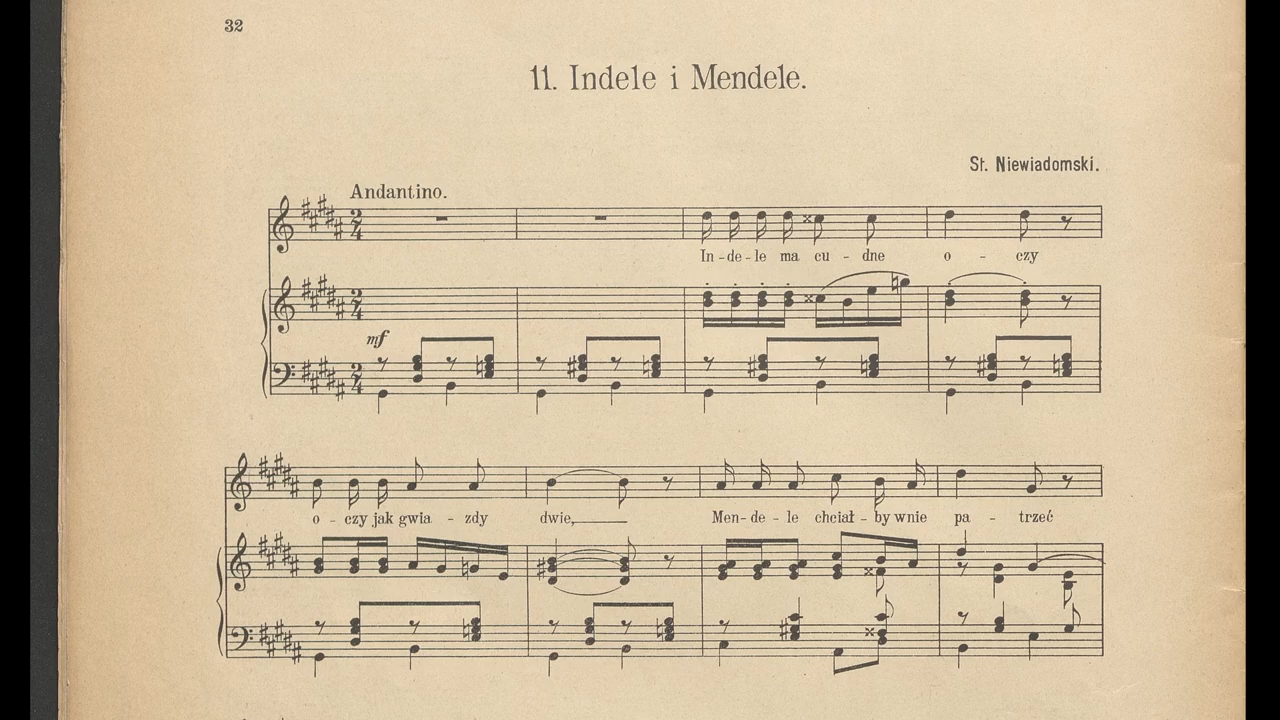 32
11. Indele i Mendele.
St. Niewiadomski.
Andantino.
In-de-le ma cu-dne o-czy
mf
o-czy jak gwia-zdy dwie, Men-de-le chciał-by wnie pa-trzeć